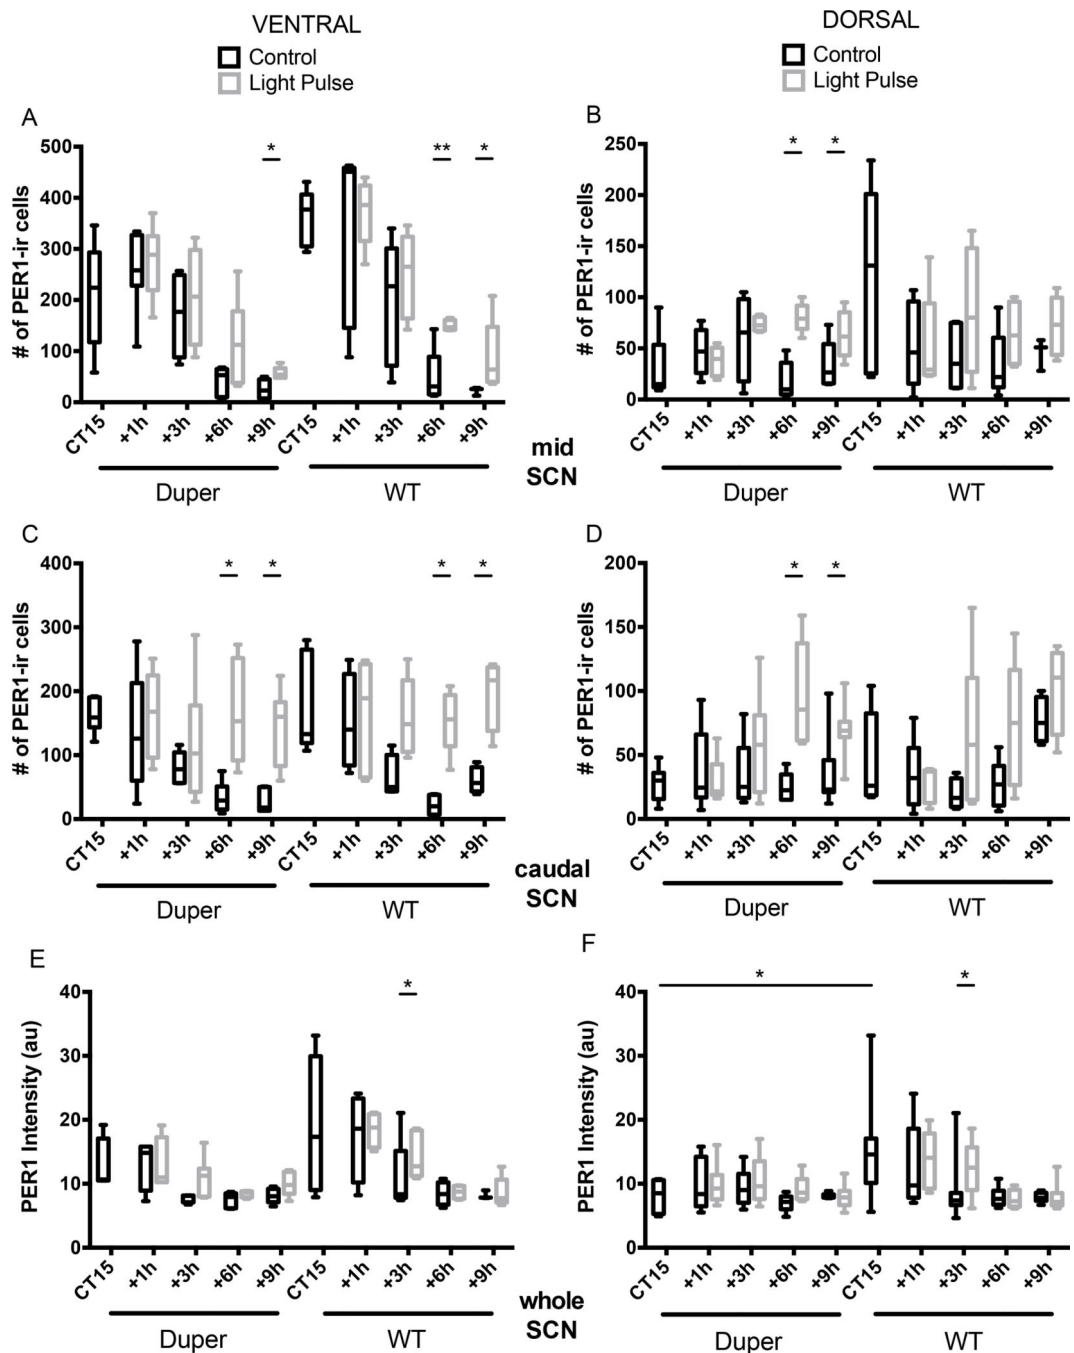 VENTRAL
Control
Light Pulse
DORSAL
Control
Light Pulse
A
500
400
300
200
100
0
# of PER1-ir cells
*
**
*
CT15 +1h +3h +6h +9h CT15 +1h +3h +6h +9h
Duper WT
mid
SCN
B
250
200
150
100
50
0
# of PER1-ir cells
*
*
CT15 +1h +3h +6h +9h CT15 +1h +3h +6h +9h
Duper WT
C
400
300
200
100
0
# of PER1-ir cells
*
*
*
*
CT15 +1h +3h +6h +9h CT15 +1h +3h +6h +9h
Duper WT
caudal
SCN
D
200
150
100
50
0
# of PER1-ir cells
*
*
CT15 +1h +3h +6h +9h CT15 +1h +3h +6h +9h
Duper WT
E
40
30
20
10
0
PER1 Intensity (au)
*
CT15 +1h +3h +6h +9h CT15 +1h +3h +6h +9h
Duper WT
whole
SCN
F
40
30
20
10
0
PER1 Intensity (au)
*
*
CT15 +1h +3h +6h +9h CT15 +1h +3h +6h +9h
Duper WT